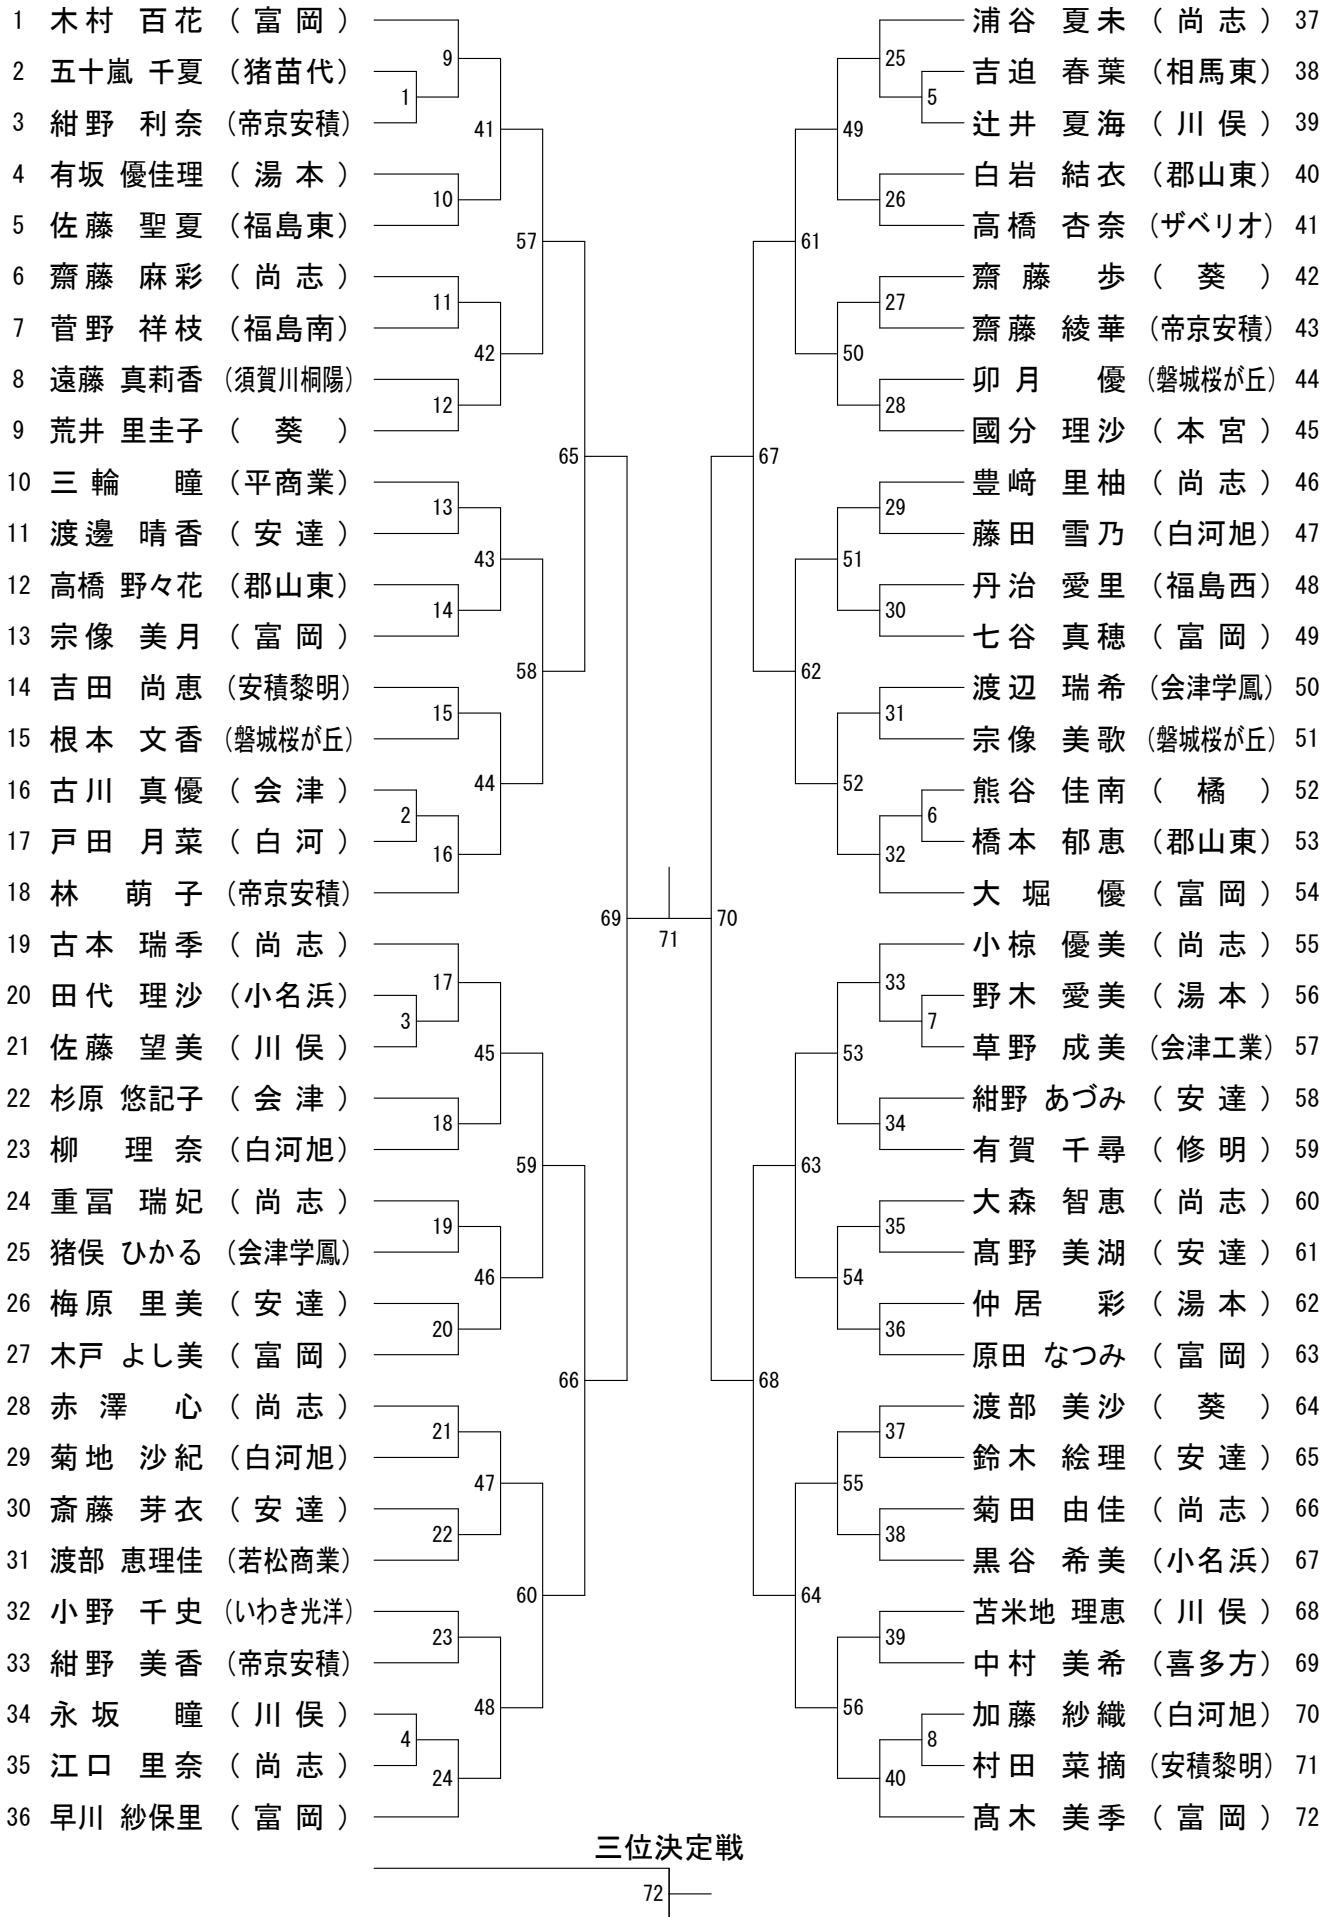 1 木村 百花 （ 富 岡 ）
2 五十嵐 千夏 （猪苗代）
3 紺野 利奈 （帝京安積）
4 有坂 優佳理 （ 湯 本 ）
5 佐藤 聖夏 （福島東）
6 齋藤 麻彩 （ 尚 志 ）
7 菅野 祥枝 （福島南）
8 遠藤 真莉香 （須賀川桐陽）
9 荒井 里圭子 （ 葵 ）
10 三輪 瞳 （平商業）
11 渡邊 晴香 （ 安 達 ）
12 高橋 野々花 （郡山東）
13 宗像 美月 （ 富 岡 ）
14 吉田 尚恵 （安積黎明）
15 根本 文香 （磐城桜が丘）
16 古川 真優 （ 会 津 ）
17 戸田 月菜 （ 白 河 ）
18 林 萌子 （帝京安積）
19 古本 瑞季 （ 尚 志 ）
20 田代 理沙 （小名浜）
21 佐藤 望美 （ 川 俣 ）
22 杉原 悠記子 （ 会 津 ）
23 柳 理奈 （白河旭）
24 重冨 瑞妃 （ 尚 志 ）
25 猪俣 ひかる （会津学鳳）
26 梅原 里美 （ 安 達 ）
27 木戸 よし美 （ 富 岡 ）
28 赤澤 心 （ 尚 志 ）
29 菊地 沙紀 （白河旭）
30 斎藤 芽衣 （ 安 達 ）
31 渡部 恵理佳 （若松商業）
32 小野 千史 （いわき光洋）
33 紺野 美香 （帝京安積）
34 永坂 瞳 （ 川 俣 ）
35 江口 里奈 （ 尚 志 ）
36 早川 紗保里 （ 富 岡 ）
1
2
3
4
9
10
11
12
13
14
15
16
17
18
19
20
21
22
23
24
41
42
43
44
45
46
47
48
57
58
59
60
65
66
69
71
70
67
68
61
62
63
64
49
50
51
52
53
54
55
56
25
26
27
28
29
30
31
32
33
34
35
36
37
38
39
40
5
6
7
8
浦谷 夏未 （ 尚 志 ） 37
吉迫 春葉 （相馬東） 38
辻井 夏海 （ 川 俣 ） 39
白岩 結衣 （郡山東） 40
高橋 杏奈 （ザベリオ） 41
齋藤 歩 （ 葵 ） 42
齋藤 綾華 （帝京安積） 43
卯月 優 （磐城桜が丘） 44
國分 理沙 （ 本 宮 ） 45
豊﨑 里柚 （ 尚 志 ） 46
藤田 雪乃 （白河旭） 47
丹治 愛里 （福島西） 48
七谷 真穂 （ 富 岡 ） 49
渡辺 瑞希 （会津学鳳） 50
宗像 美歌 （磐城桜が丘） 51
熊谷 佳南 （ 橘 ） 52
橋本 郁恵 （郡山東） 53
大堀 優 （ 富 岡 ） 54
小椋 優美 （ 尚 志 ） 55
野木 愛美 （ 湯 本 ） 56
草野 成美 （会津工業） 57
紺野 あづみ （ 安 達 ） 58
有賀 千尋 （ 修 明 ） 59
大森 智恵 （ 尚 志 ） 60
髙野 美湖 （ 安 達 ） 61
仲居 彩 （ 湯 本 ） 62
原田 なつみ （ 富 岡 ） 63
渡部 美沙 （ 葵 ） 64
鈴木 絵理 （ 安 達 ） 65
菊田 由佳 （ 尚 志 ） 66
黒谷 希美 （小名浜） 67
苫米地 理恵 （ 川 俣 ） 68
中村 美希 （喜多方） 69
加藤 紗織 （白河旭） 70
村田 菜摘 （安積黎明） 71
髙木 美季 （ 富 岡 ） 72
三位決定戦
72